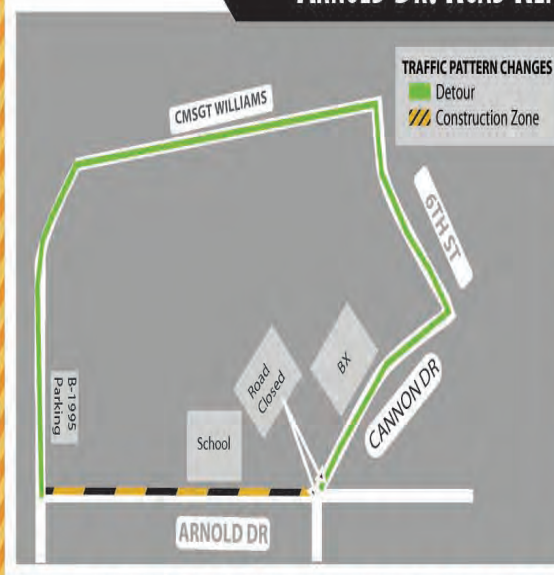 TRAFFIC PATTERN CHANGES
Detour
Construction Zone
CMSGT WILLIAMS
6TH ST
CANNON DR
BX
Road
Closed
School
B-1995
Parking
ARNOLD DR